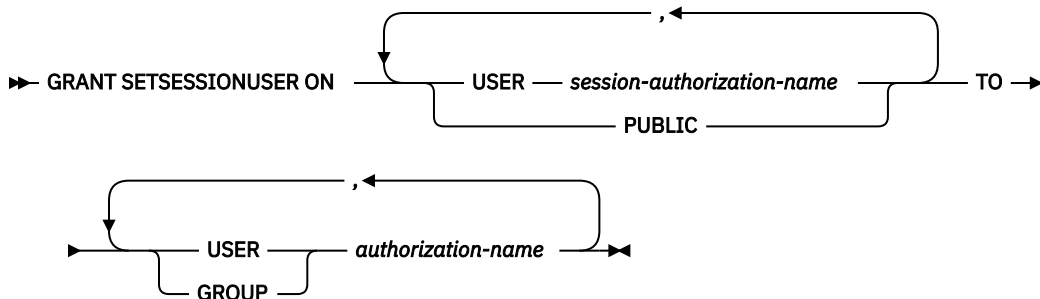 ,
GRANT SETSESSIONUSER ON USER session-authorization-name TO
PUBLIC
,
USER authorization-name
GROUP